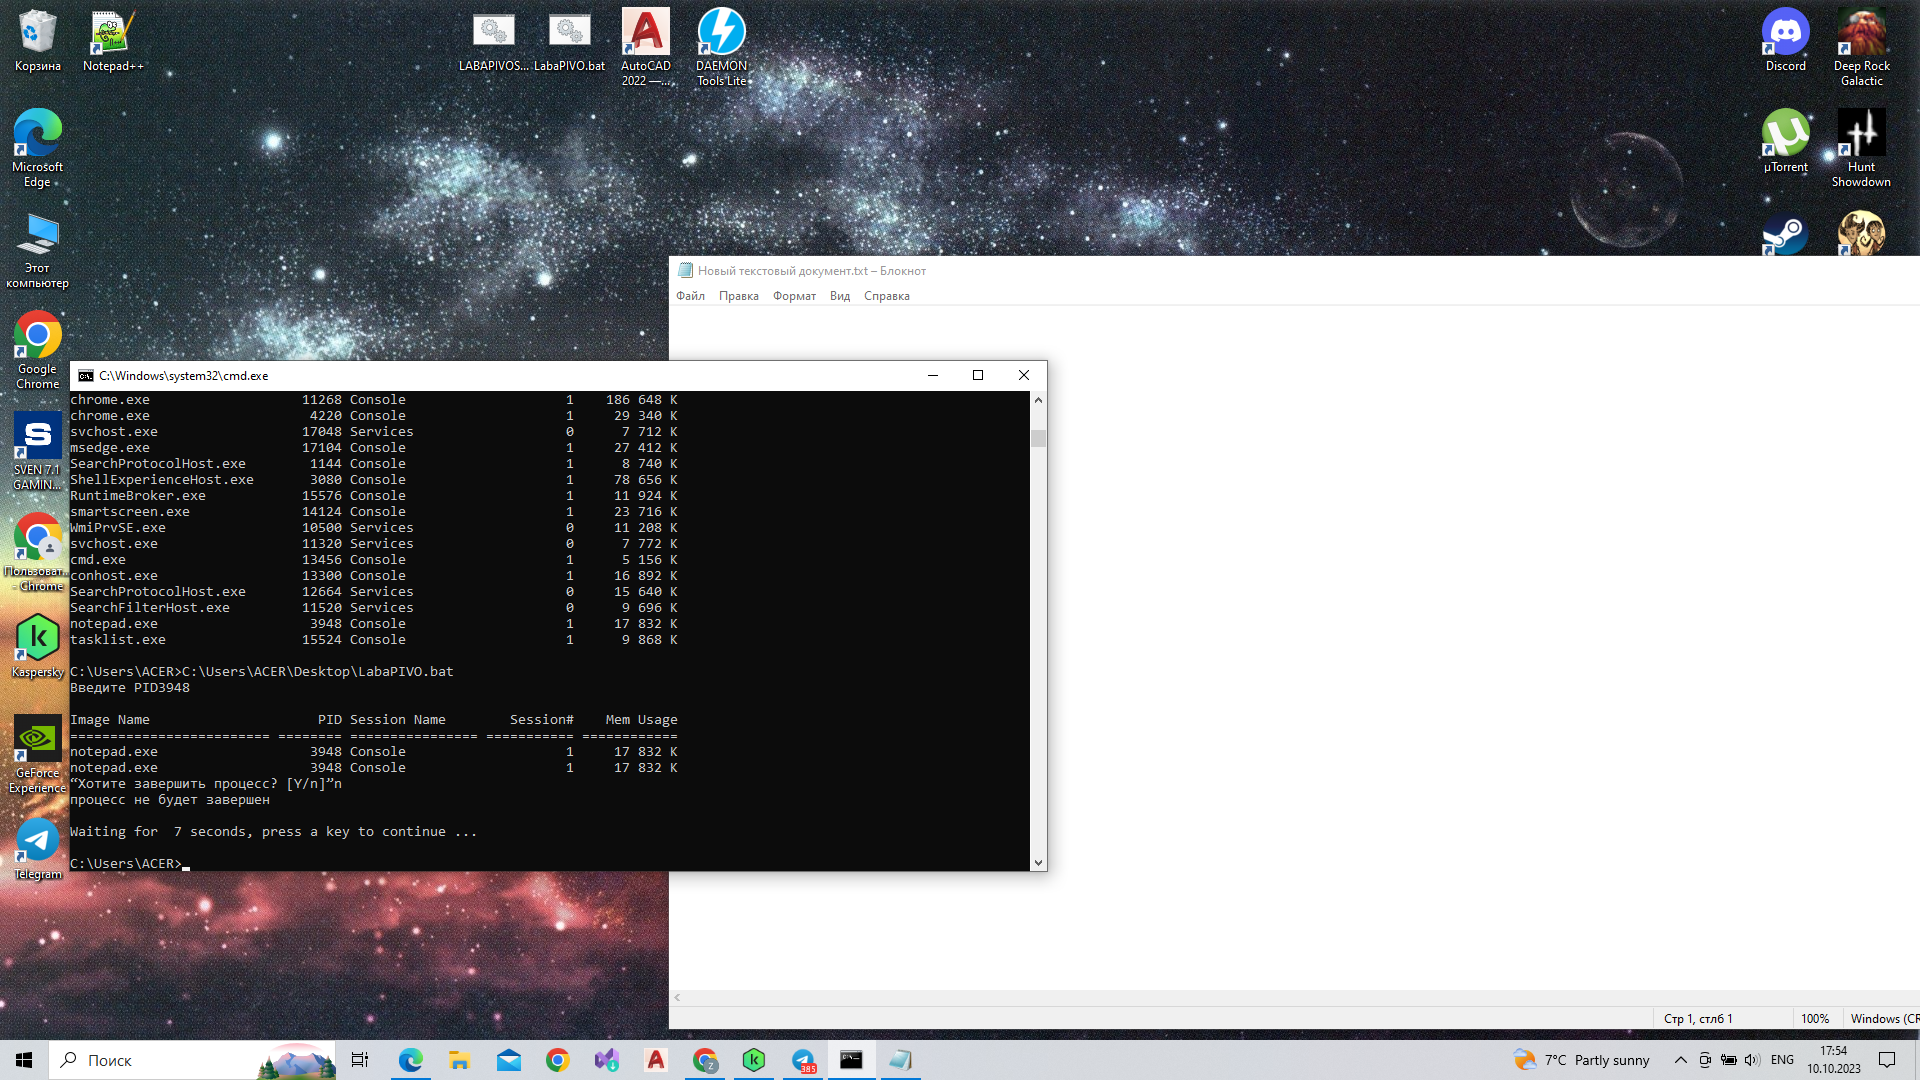 Корзина
Notepad++
LABAPIVOS...
LabaPIVO.bat
AutoCAD
2022 —...
DAEMON
Tools Lite
Discord
Deep Rock
Galactic
Microsoft
Edge
µTorrent
Hunt
Showdown
Этот
компьютер
Google
Chrome
SVEN 7.1
GAMIN...
Пользоват...
- Chrome
Kaspersky
GeForce
Experience
Telegram
Новый текстовый документ.txt – Блокнот
Файл Правка Формат Вид Справка
C:\Windows\system32\cmd.exe
chrome.exe 11268 Console 1 186 648 K
chrome.exe 4220 Console 1 29 340 K
svchost.exe 17048 Services 0 7 712 K
msedge.exe 17104 Console 1 27 412 K
SearchProtocolHost.exe 1144 Console 1 8 740 K
ShellExperienceHost.exe 3080 Console 1 78 656 K
RuntimeBroker.exe 15576 Console 1 11 924 K
smartscreen.exe 14124 Console 1 23 716 K
WmiPrvSE.exe 10500 Services 0 11 208 K
svchost.exe 11320 Services 0 7 772 K
cmd.exe 13456 Console 1 5 156 K
conhost.exe 13300 Console 1 16 892 K
SearchProtocolHost.exe 12664 Services 0 15 640 K
SearchFilterHost.exe 11520 Services 0 9 696 K
notepad.exe 3948 Console 1 17 832 K
tasklist.exe 15524 Console 1 9 868 K
C:\Users\ACER>C:\Users\ACER\Desktop\LabaPIVO.bat
Введите PID3948
Image Name PID Session Name Session# Mem Usage
========================= ======== ================ =========== ============
notepad.exe 3948 Console 1 17 832 K
notepad.exe 3948 Console 1 17 832 K
“Хотите завершить процесс? [Y/n]”n
процесс не будет завершен
Waiting for 7 seconds, press a key to continue ...
C:\Users\ACER>
Стр 1, стлб 1 100% Windows (CR
Поиск
385
7°C Partly sunny
ENG
17:54
10.10.2023